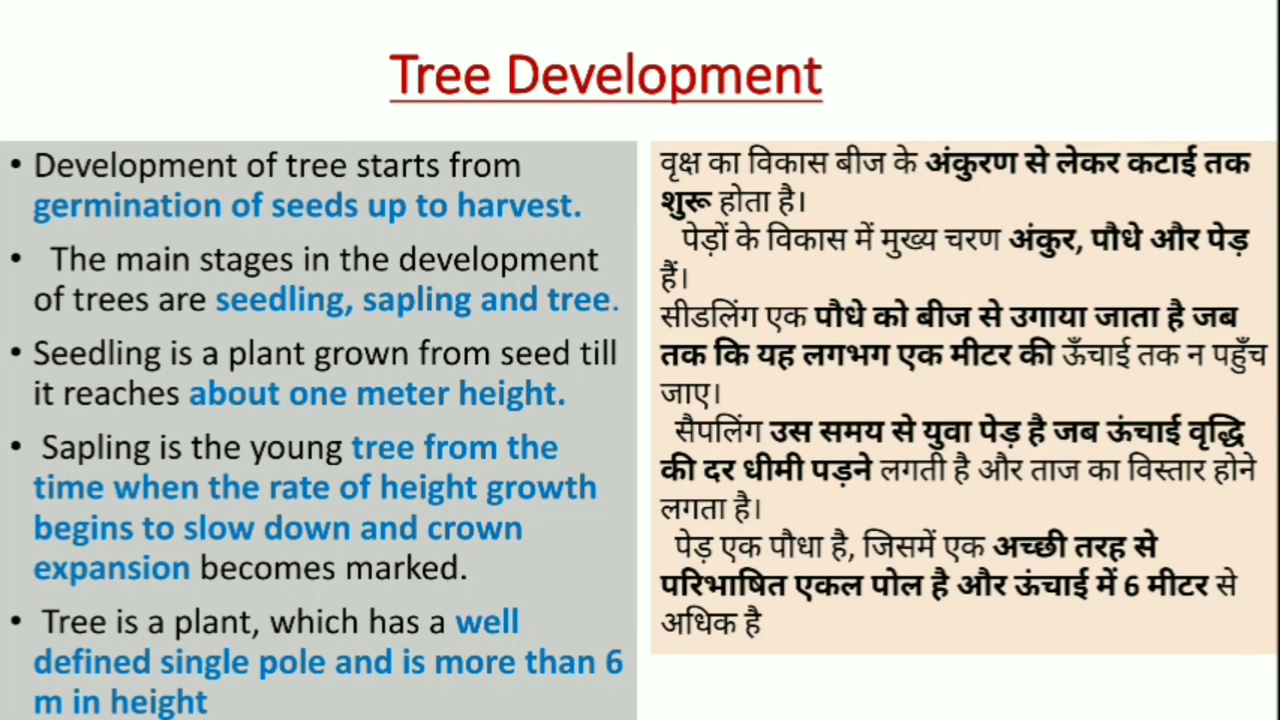 Tree Development
• Development of tree starts from
germination of seeds up to harvest.
• The main stages in the development
of trees are seedling, sapling and tree.
• Seedling is a plant grown from seed till
it reaches about one meter height.
• Sapling is the young tree from the
time when the rate of height growth
begins to slow down and crown
expansion becomes marked.
• Tree is a plant, which has a well
defined single pole and is more than 6
m in height
वृक्ष का विकास बीज के अंकुरण से लेकर कटाई तक
शुरू होता है।
पेड़ों के विकास में मुख्य चरण अंकुर, पौधे और पेड़
हैं।
सीडलिंग एक पौधे को बीज से उगाया जाता है जब
तक कि यह लगभग एक मीटर की ऊँचाई तक न पहुँच
जाए।
सैपलिंग उस समय से युवा पेड़ है जब ऊंचाई वृद्धि
की दर धीमी पड़ने लगती है और ताज का विस्तार होने
लगता है।
पेड़ एक पौधा है, जिसमें एक अच्छी तरह से
परिभाषित एकल पोल है और ऊंचाई में 6 मीटर से
अधिक है